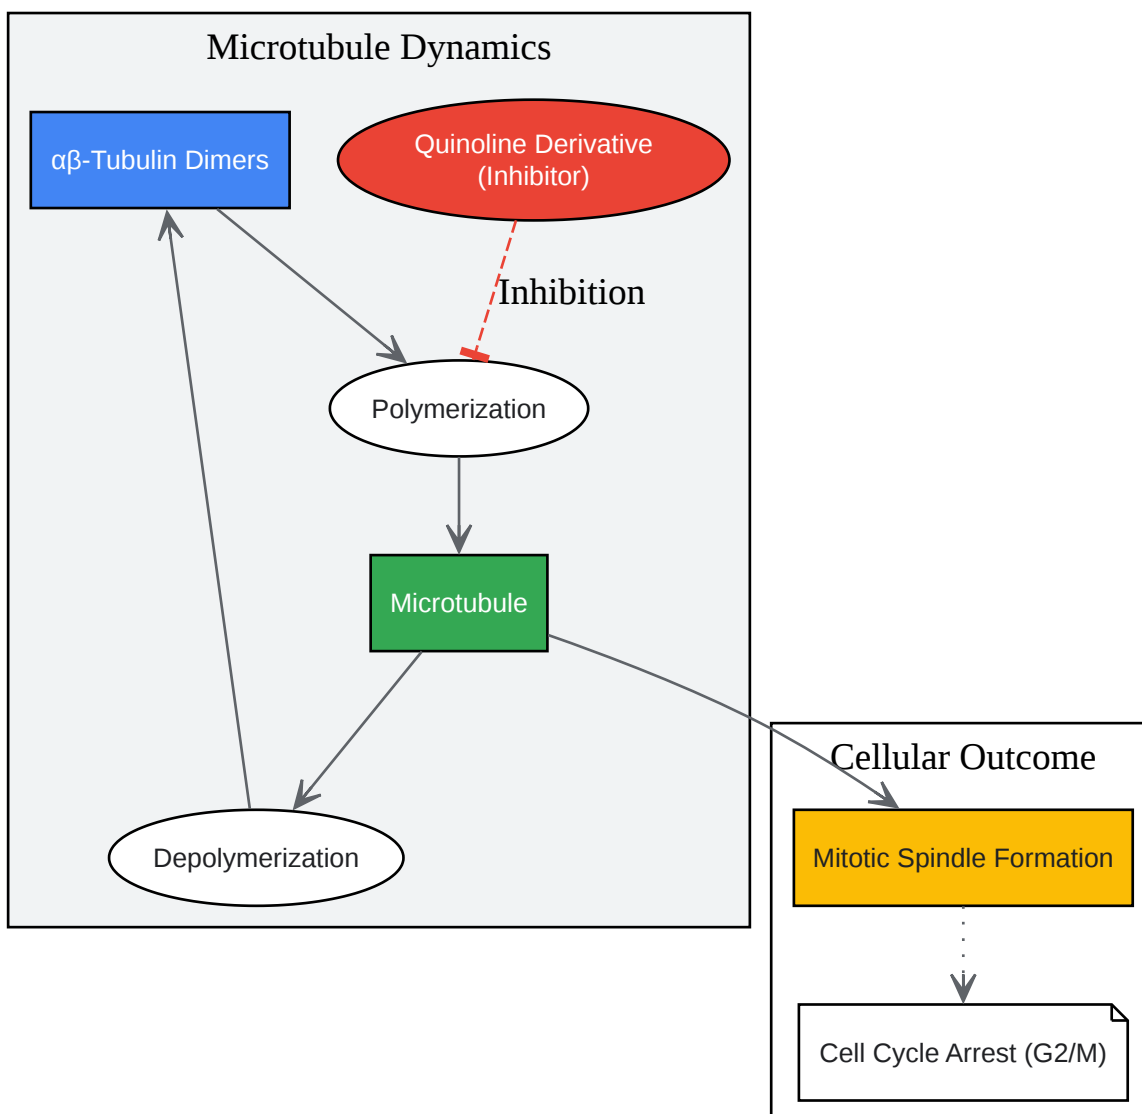 Microtubule Dynamics
αβ-Tubulin Dimers
Quinoline Derivative
(Inhibitor)
Inhibition
Polymerization
Microtubule
Depolymerization
Cellular Outcome
Mitotic Spindle Formation
Cell Cycle Arrest (G2/M)